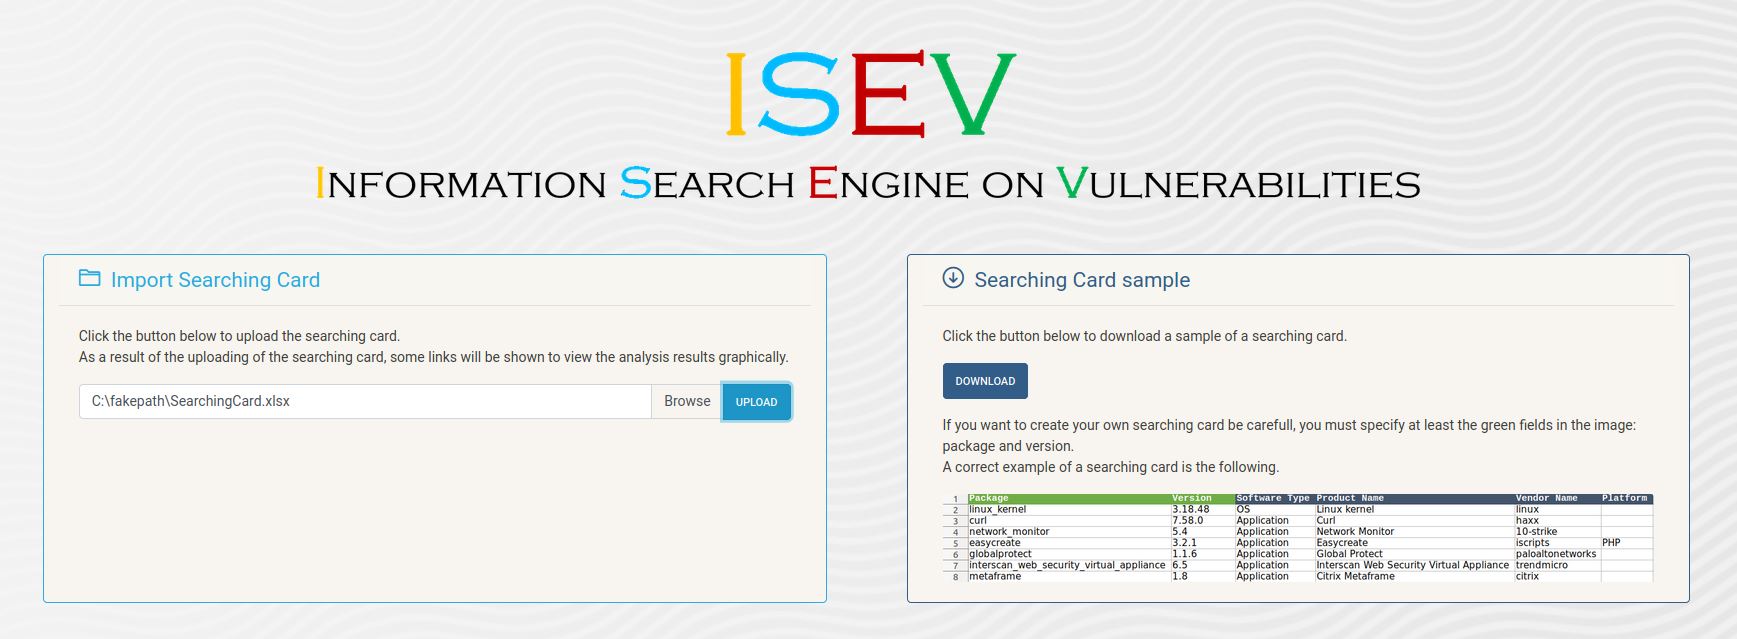 ISEV
INFORMATION SEARCH ENGINE ON VULNERABILITIES
Import Searching Card
Click the button below to upload the searching card.
As a result of the uploading of the searching card, some links will be shown to view the analysis results graphically.
C:\fakepath\SearchingCard.xlsx Browse UPLOAD
Searching Card sample
Click the button below to download a sample of a searching card.
DOWNLOAD
If you want to create your own searching card be carefull, you must specify at least the green fields in the image:
package and version.
A correct example of a searching card is the following.
1 Package Version Software Type Product Name Vendor Name Platform
2 linux_kernel 3.18.48 OS Linux kernel linux
3 curl 7.58.0 Application Curl haxx
4 network_monitor 5.4 Application Network Monitor 10-strike
5 easycreate 3.2.1 Application Easycreate iscripts PHP
6 globalprotect 1.1.6 Application Global Protect paloaltonetworks
7 interscan_web_security_virtual_appliance 6.5 Application Interscan Web Security Virtual Appliance trendmicro
8 metaframe 1.8 Application Citrix Metaframe citrix